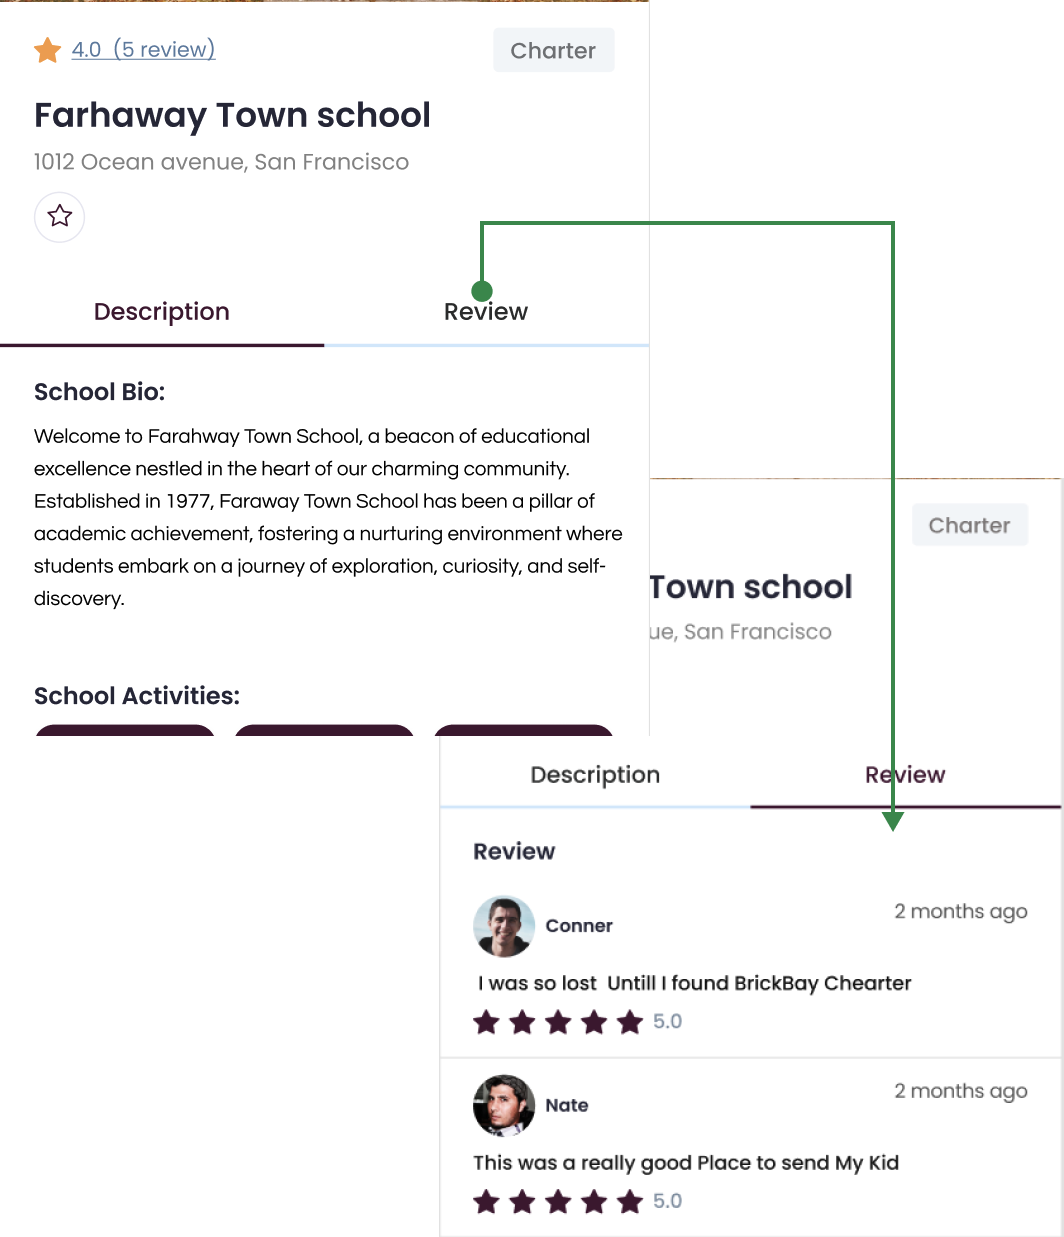 4.0 (5 review)
Charter
Farhaway Town school
1012 Ocean avenue, San Francisco
Description
Review
School Bio:
Welcome to Farahway Town School, a beacon of educational
excellence nestled in the heart of our charming community.
Established in 1977, Faraway Town School has been a pillar of
academic achievement, fostering a nurturing environment where
students embark on a journey of exploration, curiosity, and self-
discovery.
School Activities:
Charter
Town school
ue, San Francisco
Description
Review
Review
Conner
2 months ago
I was so lost Untill I found BrickBay Chearter
5.0
Nate
2 months ago
This was a really good Place to send My Kid
5.0